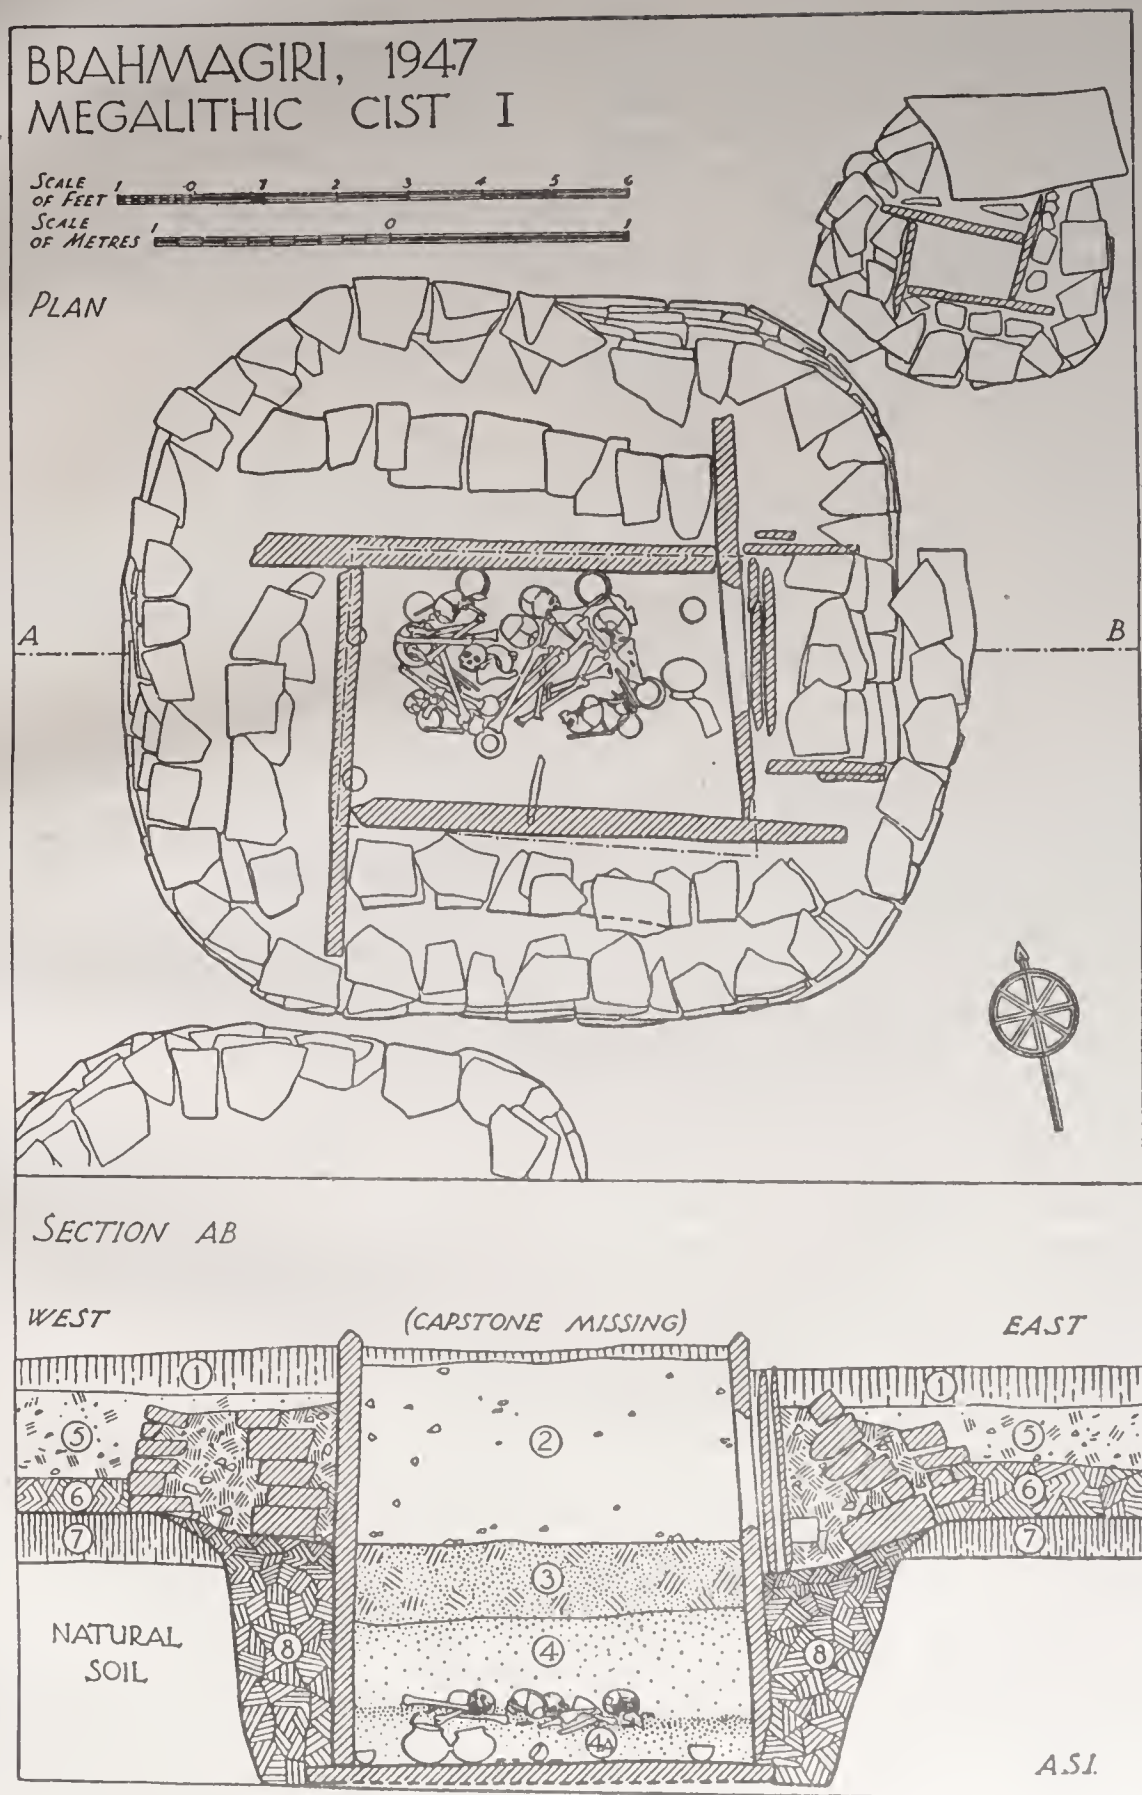 BRAHMAGIRI, 1947
MEGALITHIC CIST I
SCALE OF FEET 1 0 1 2 3 4 5 6
SCALE OF METRES 1 0 1
PLAN
A B
SECTION AB
WEST (CAPSTONE MISSING) EAST
1 1
5 2 5
6 6
7 7
3
NATURAL SOIL
8 4 8
4A
A.S.I.